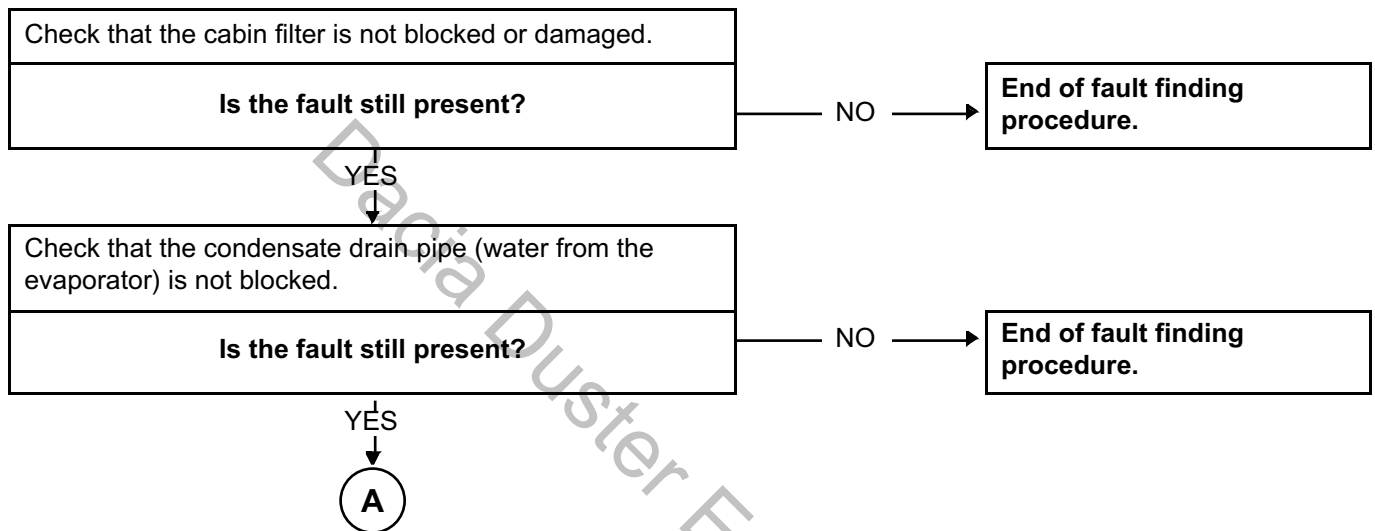 Check that the cabin filter is not blocked or damaged.
Is the fault still present?
NO
End of fault finding
procedure.
YES
Check that the condensate drain pipe (water from the
evaporator) is not blocked.
Is the fault still present?
NO
End of fault finding
procedure.
YES
A
Dacia Duster